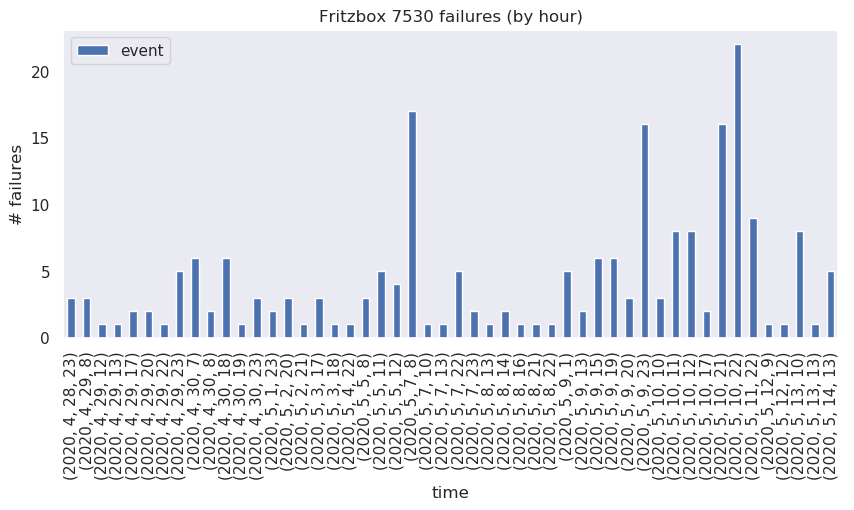 Fritzbox 7530 failures (by hour)
event
# failures
20
15
10
5
0
(2020, 4, 28, 23)
(2020, 4, 29, 8)
(2020, 4, 29, 12)
(2020, 4, 29, 13)
(2020, 4, 29, 17)
(2020, 4, 29, 20)
(2020, 4, 29, 22)
(2020, 4, 29, 23)
(2020, 4, 30, 7)
(2020, 4, 30, 8)
(2020, 4, 30, 18)
(2020, 4, 30, 19)
(2020, 4, 30, 23)
(2020, 5, 1, 23)
(2020, 5, 2, 20)
(2020, 5, 2, 21)
(2020, 5, 3, 17)
(2020, 5, 3, 18)
(2020, 5, 4, 22)
(2020, 5, 5, 8)
(2020, 5, 5, 11)
(2020, 5, 5, 12)
(2020, 5, 7, 8)
(2020, 5, 7, 10)
(2020, 5, 7, 13)
(2020, 5, 7, 22)
(2020, 5, 7, 23)
(2020, 5, 8, 13)
(2020, 5, 8, 14)
(2020, 5, 8, 16)
(2020, 5, 8, 21)
(2020, 5, 8, 22)
(2020, 5, 9, 1)
(2020, 5, 9, 13)
(2020, 5, 9, 15)
(2020, 5, 9, 19)
(2020, 5, 9, 20)
(2020, 5, 9, 23)
(2020, 5, 10, 10)
(2020, 5, 10, 11)
(2020, 5, 10, 12)
(2020, 5, 10, 17)
(2020, 5, 10, 21)
(2020, 5, 10, 22)
(2020, 5, 11, 22)
(2020, 5, 12, 9)
(2020, 5, 12, 12)
(2020, 5, 13, 10)
(2020, 5, 13, 13)
(2020, 5, 14, 13)
time